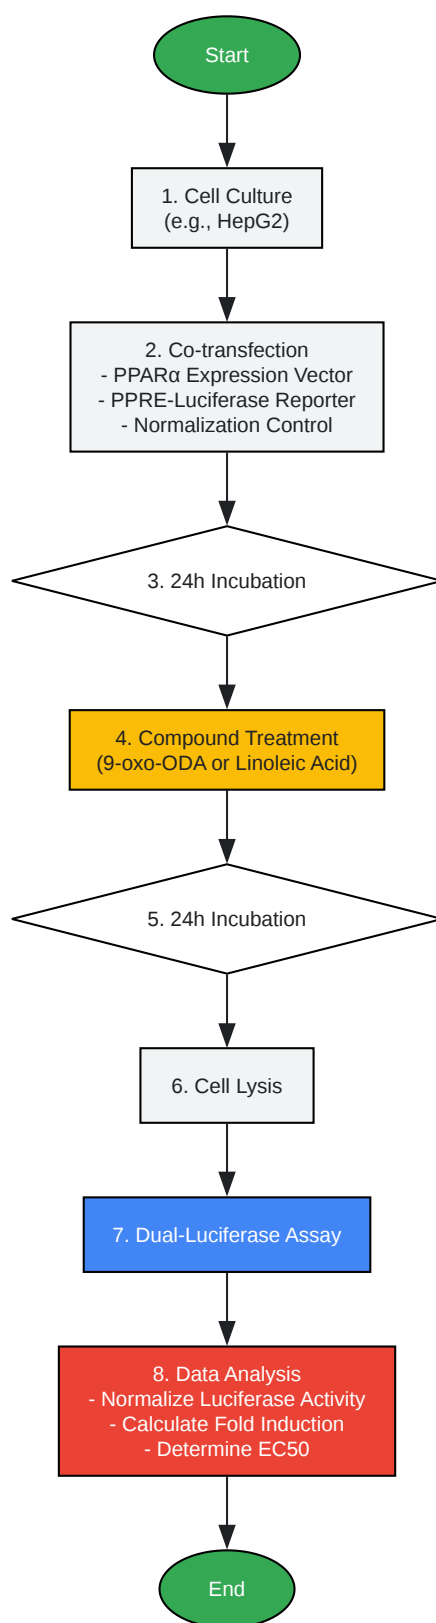 Start
1. Cell Culture
(e.g., HepG2)
2. Co-transfection
- PPARα Expression Vector
- PPRE-Luciferase Reporter
- Normalization Control
3. 24h Incubation
4. Compound Treatment
(9-oxo-ODA or Linoleic Acid)
5. 24h Incubation
6. Cell Lysis
7. Dual-Luciferase Assay
8. Data Analysis
- Normalize Luciferase Activity
- Calculate Fold Induction
- Determine EC50
End